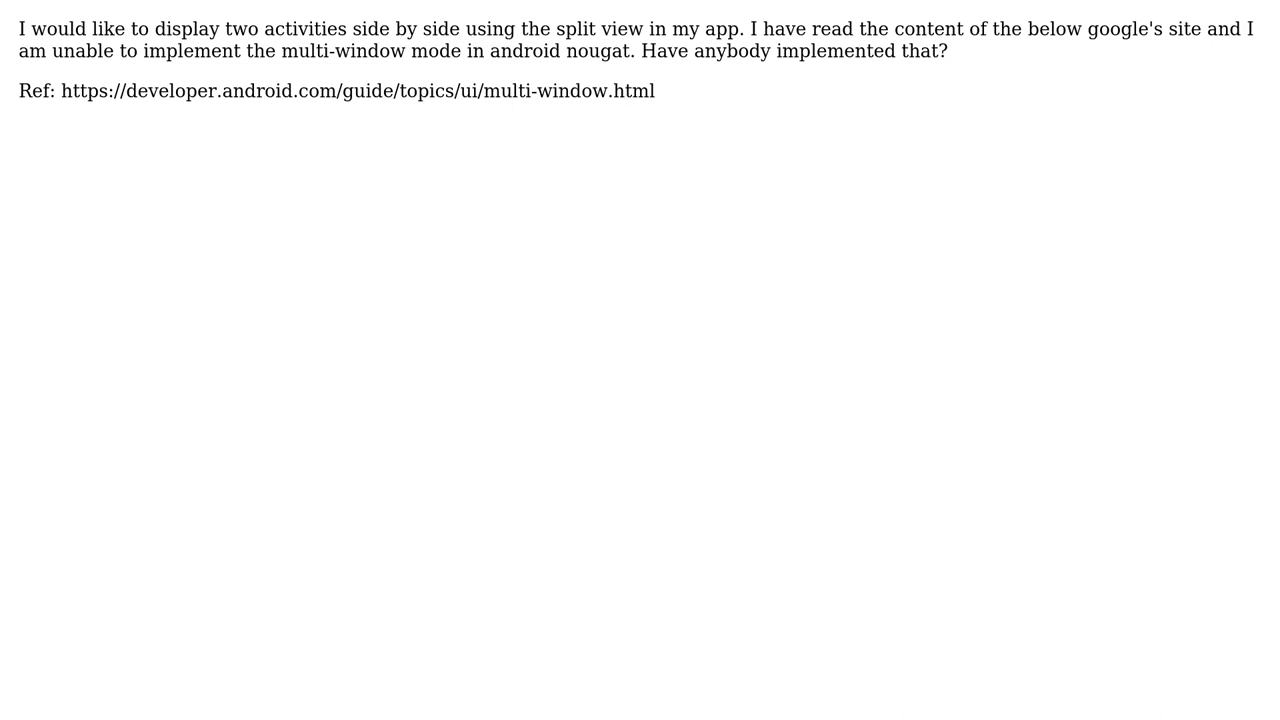 I would like to display two activities side by side using the split view in my app. I have read the content of the below google's site and I
am unable to implement the multi-window mode in android nougat. Have anybody implemented that?
Ref: https://developer.android.com/guide/topics/ui/multi-window.html